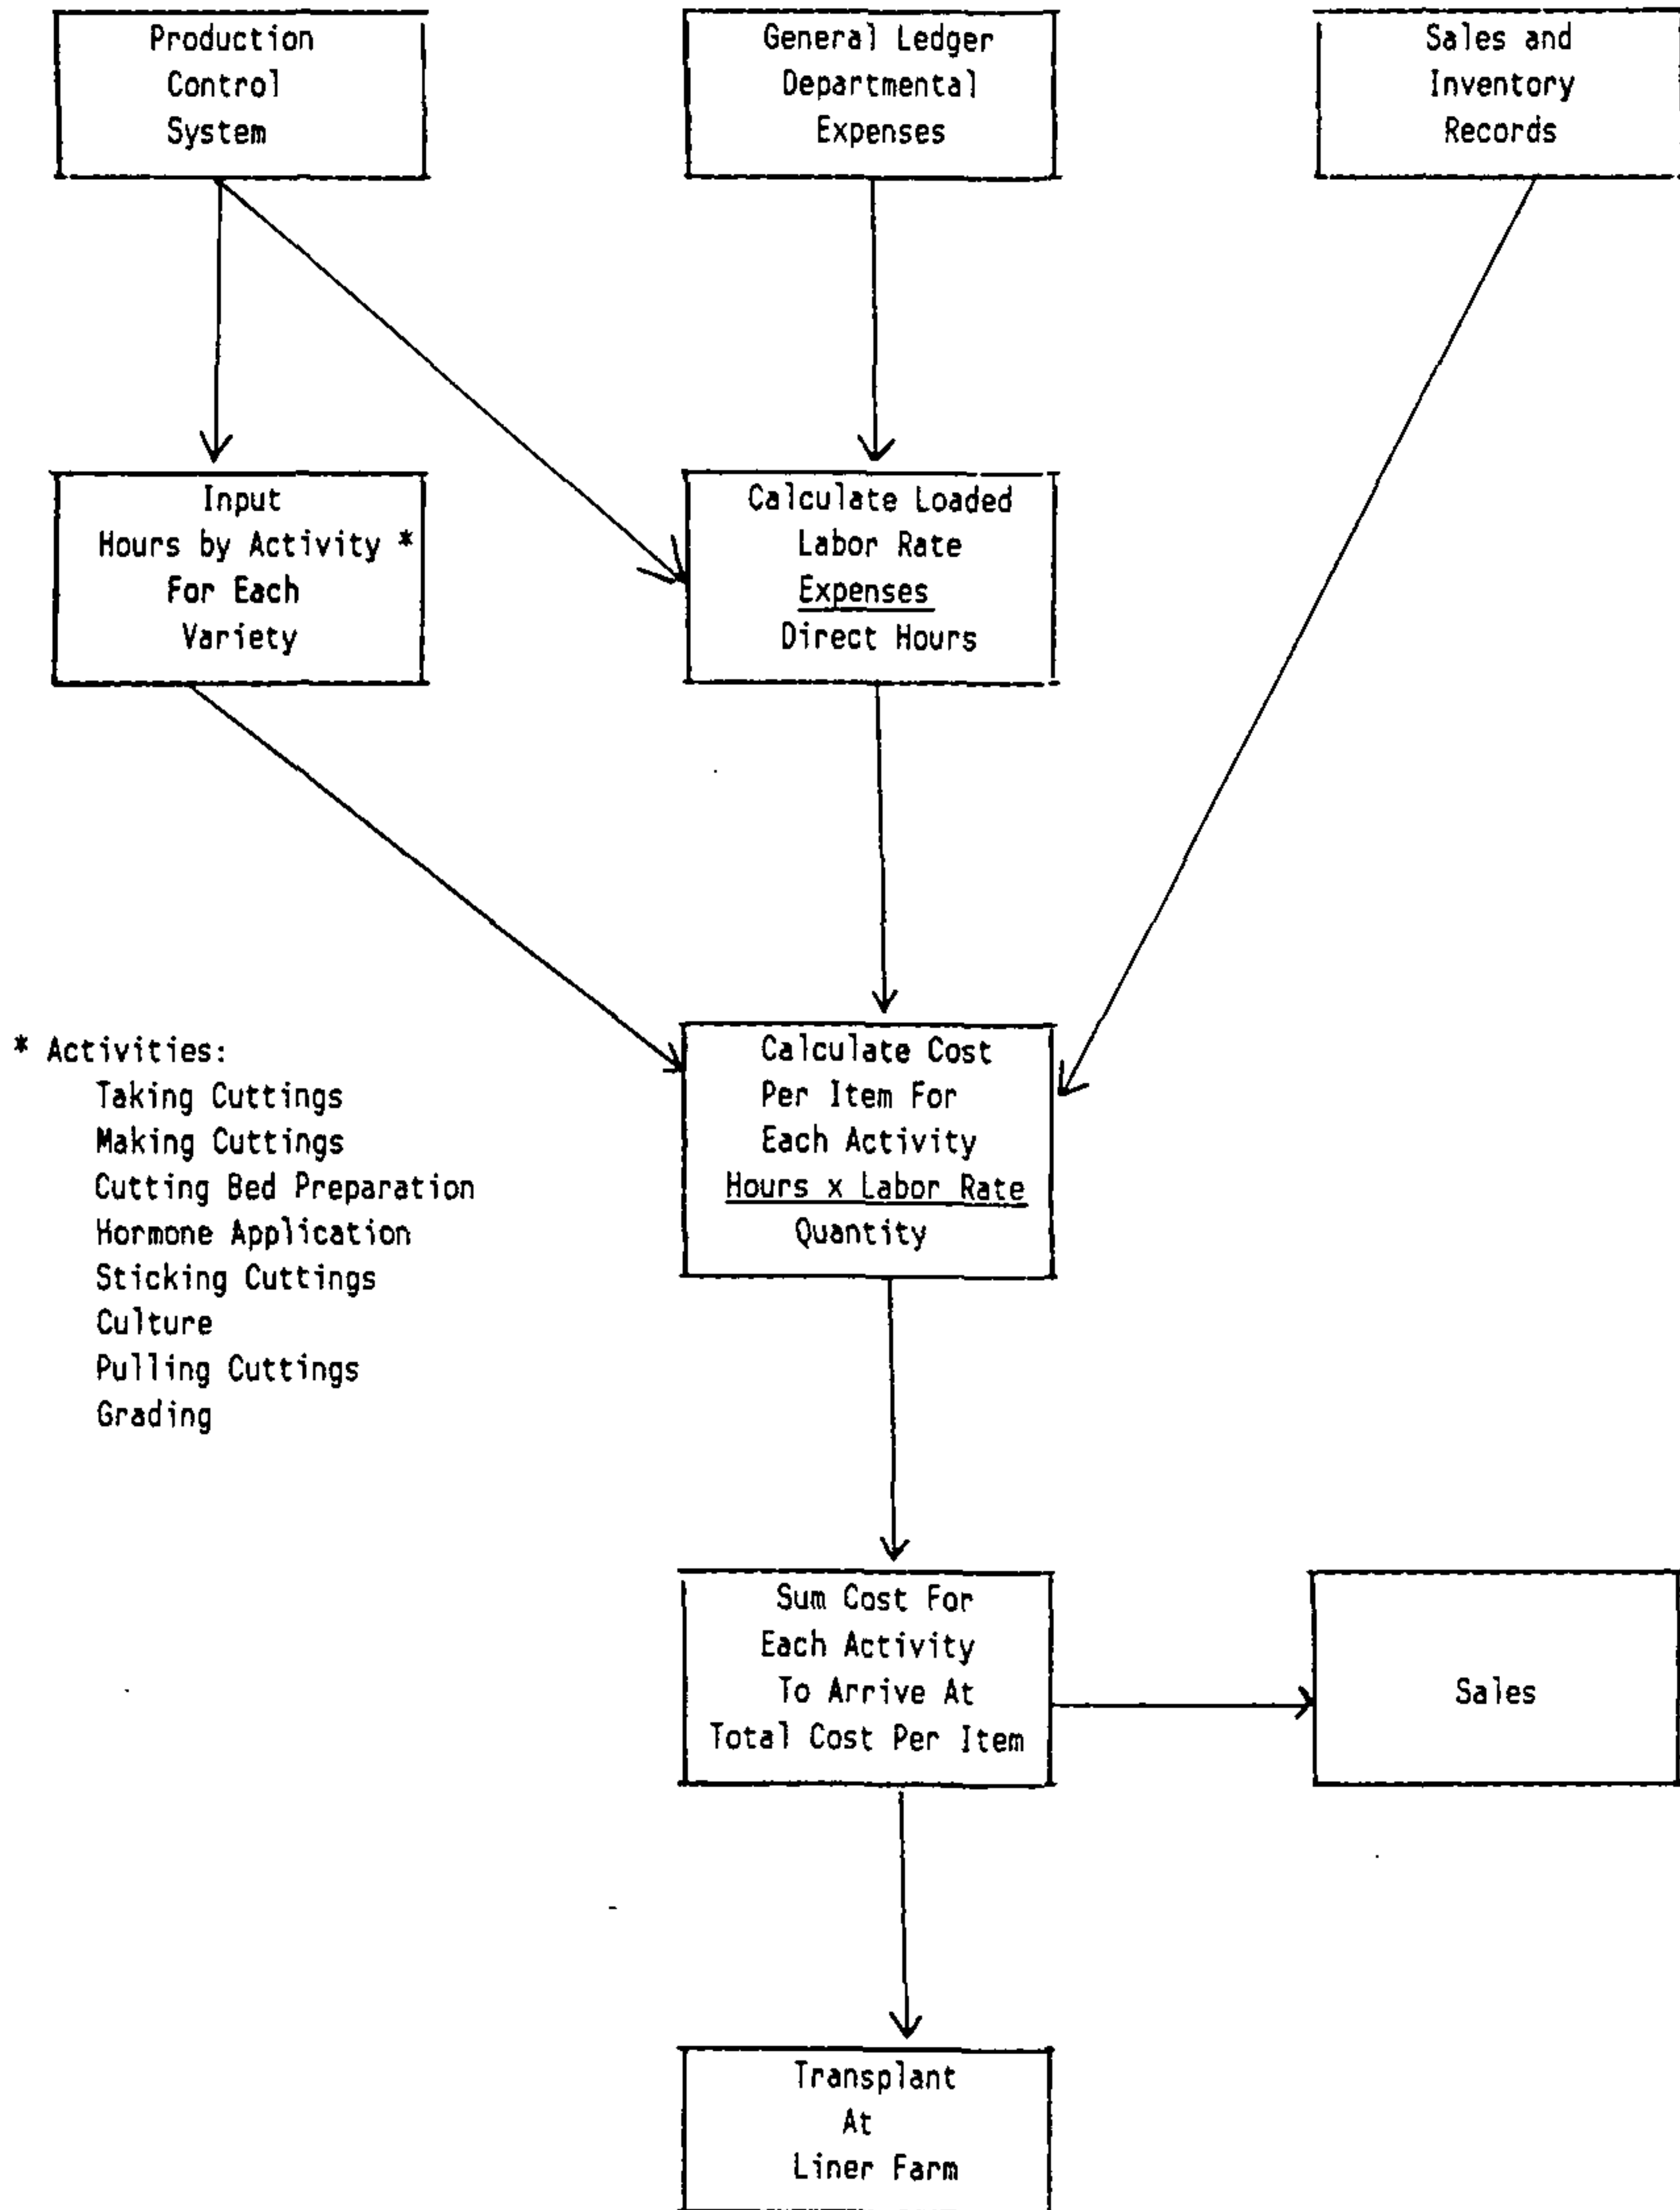 Production
Control
System
General Ledger
Departmental
Expenses
Sales and
Inventory
Records
Input
Hours by Activity *
For Each
Variety
Calculate Loaded
Labor Rate
Expenses
Direct Hours
* Activities:
Taking Cuttings
Making Cuttings
Cutting Bed Preparation
Hormone Application
Sticking Cuttings
Culture
Pulling Cuttings
Grading
Calculate Cost
Per Item For
Each Activity
Hours x Labor Rate
Quantity
Sum Cost For
Each Activity
To Arrive At
Total Cost Per Item
Sales
Transplant
At
Liner Farm